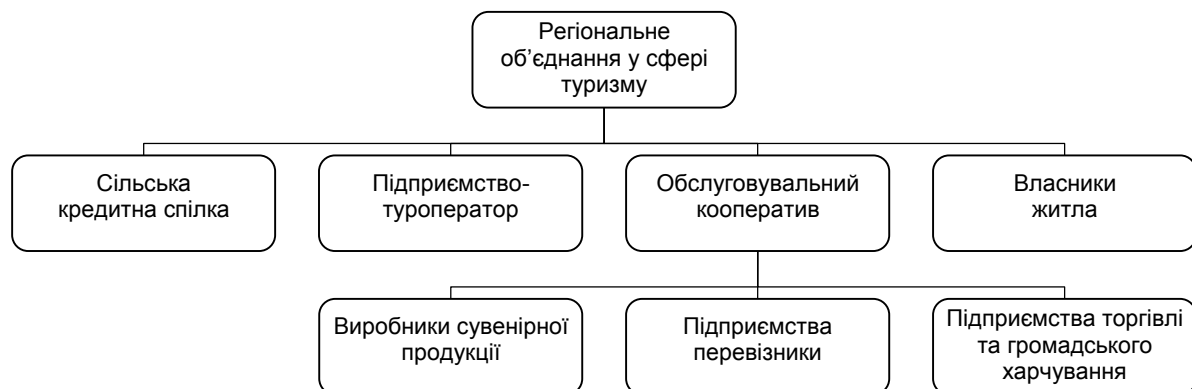 Регіональне
об’єднання у сфері
туризму
Сільська
кредитна спілка
Підприємство-
туроператор
Обслуговувальний
кооператив
Власники
житла
Виробники сувенірної
продукції
Підприємства
перевізники
Підприємства торгівлі
та громадського
харчування